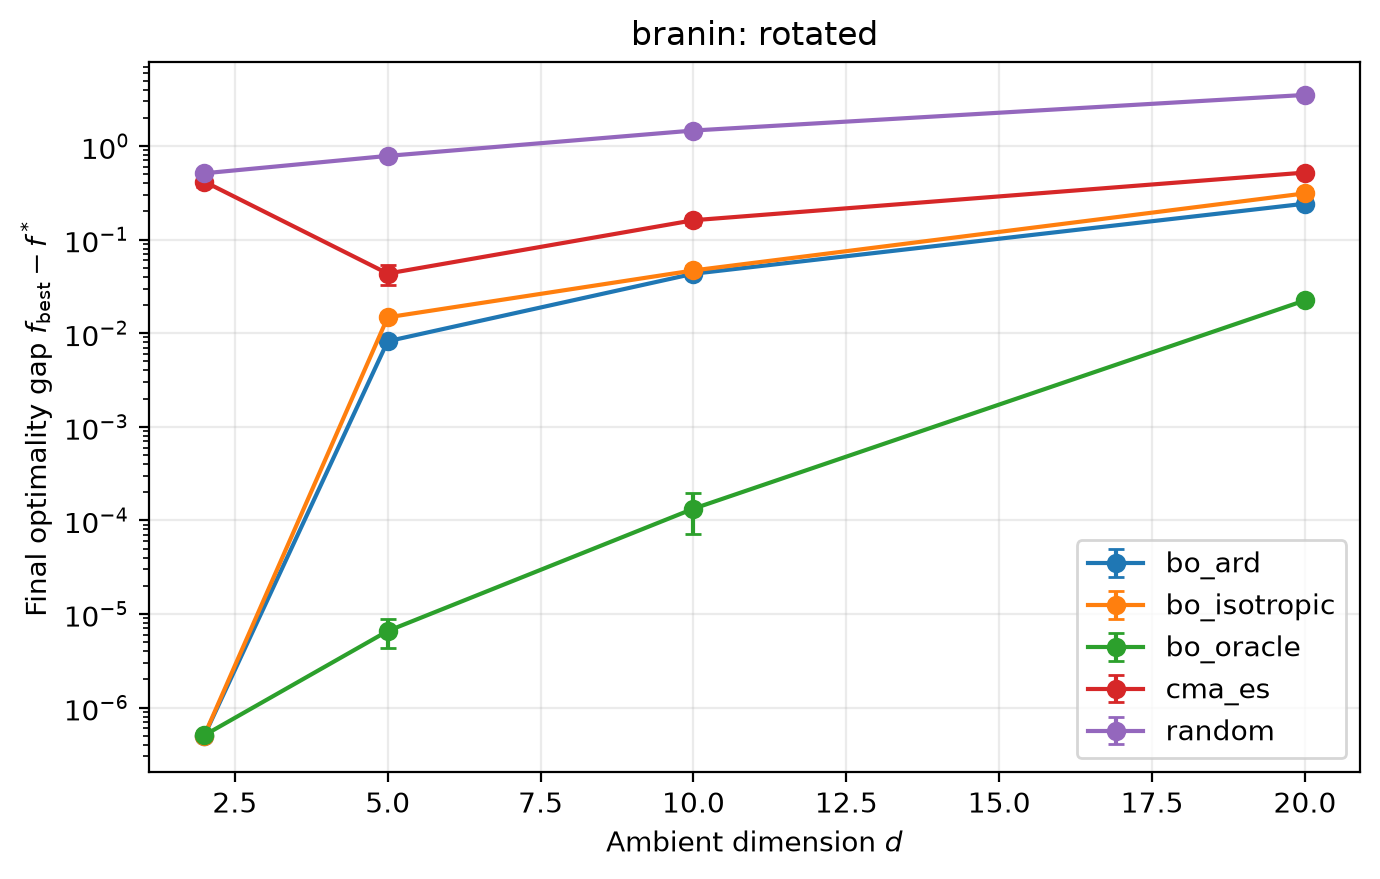 branin: rotated
Final optimality gap f_best − f*
10⁰
10⁻¹
10⁻²
10⁻³
10⁻⁴
10⁻⁵
10⁻⁶
bo_ard
bo_isotropic
bo_oracle
cma_es
random
2.5 5.0 7.5 10.0 12.5 15.0 17.5 20.0
Ambient dimension d